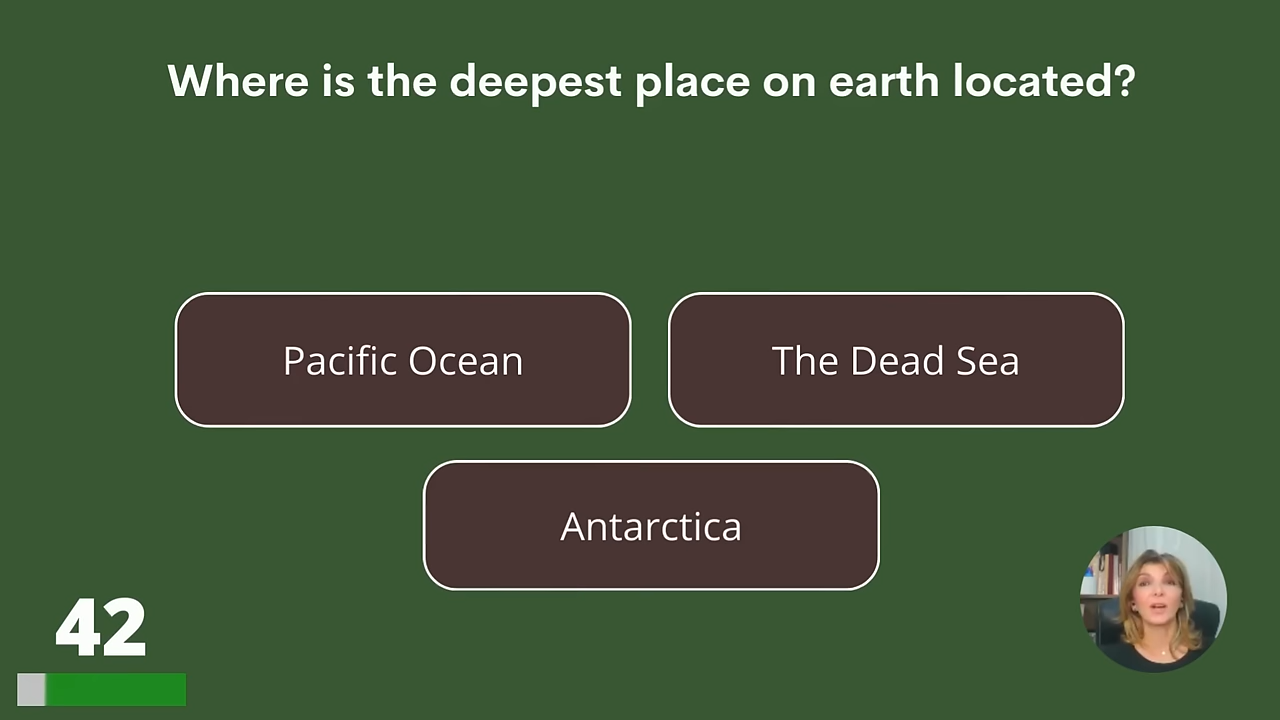 Where is the deepest place on earth located?
Pacific Ocean
The Dead Sea
Antarctica
42